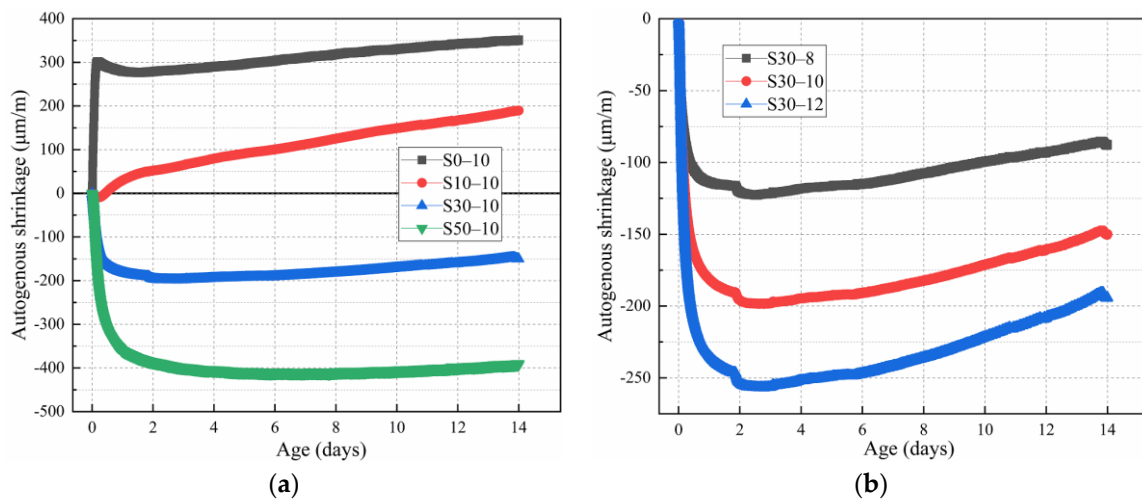 400
300
200
100
0
-100
-200
-300
-400
-500
Autogenous shrinkage (μm/m)
S0–10
S10–10
S30–10
S50–10
0 2 4 6 8 10 12 14
Age (days)
(a)
0
-50
-100
-150
-200
-250
Autogenous shrinkage (μm/m)
S30–8
S30–10
S30–12
0 2 4 6 8 10 12 14
Age (days)
(b)